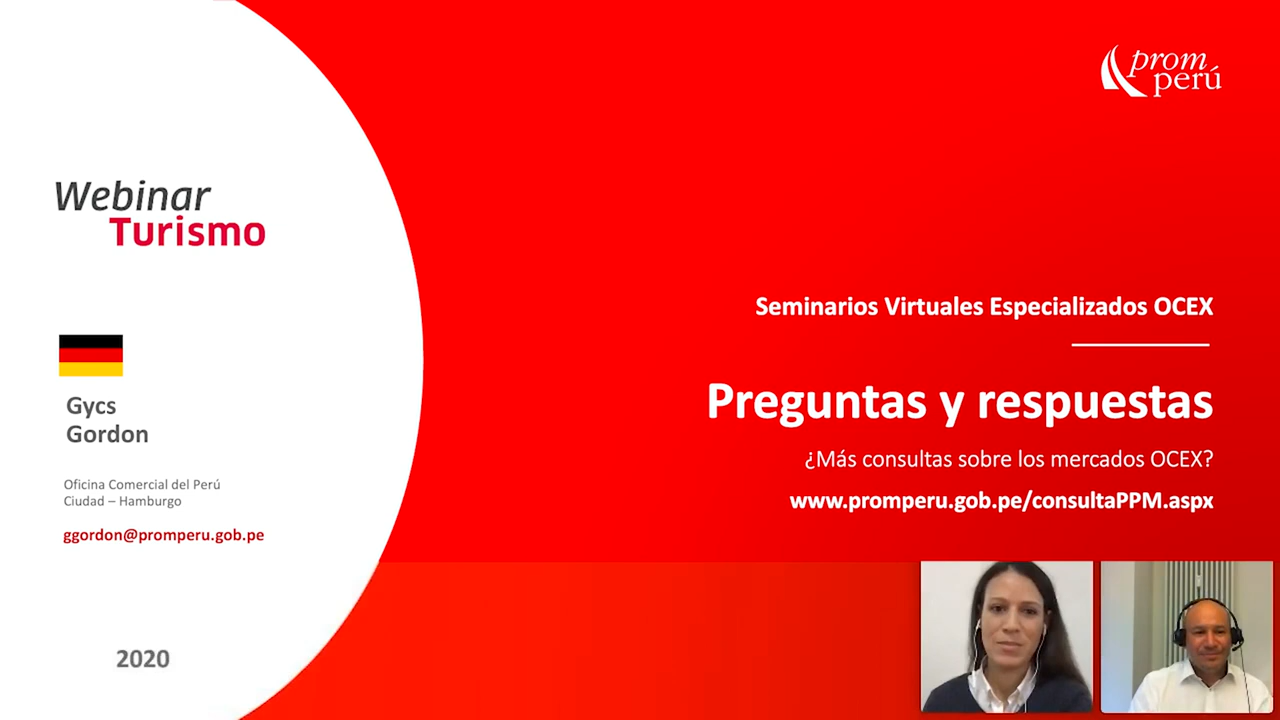 Webinar
Turismo
Gycs
Gordon
Oficina Comercial del Perú
Ciudad – Hamburgo
ggordon@promperu.gob.pe
2020
prom
perú
Seminarios Virtuales Especializados OCEX
Preguntas y respuestas
¿Más consultas sobre los mercados OCEX?
www.promperu.gob.pe/consultaPPM.aspx